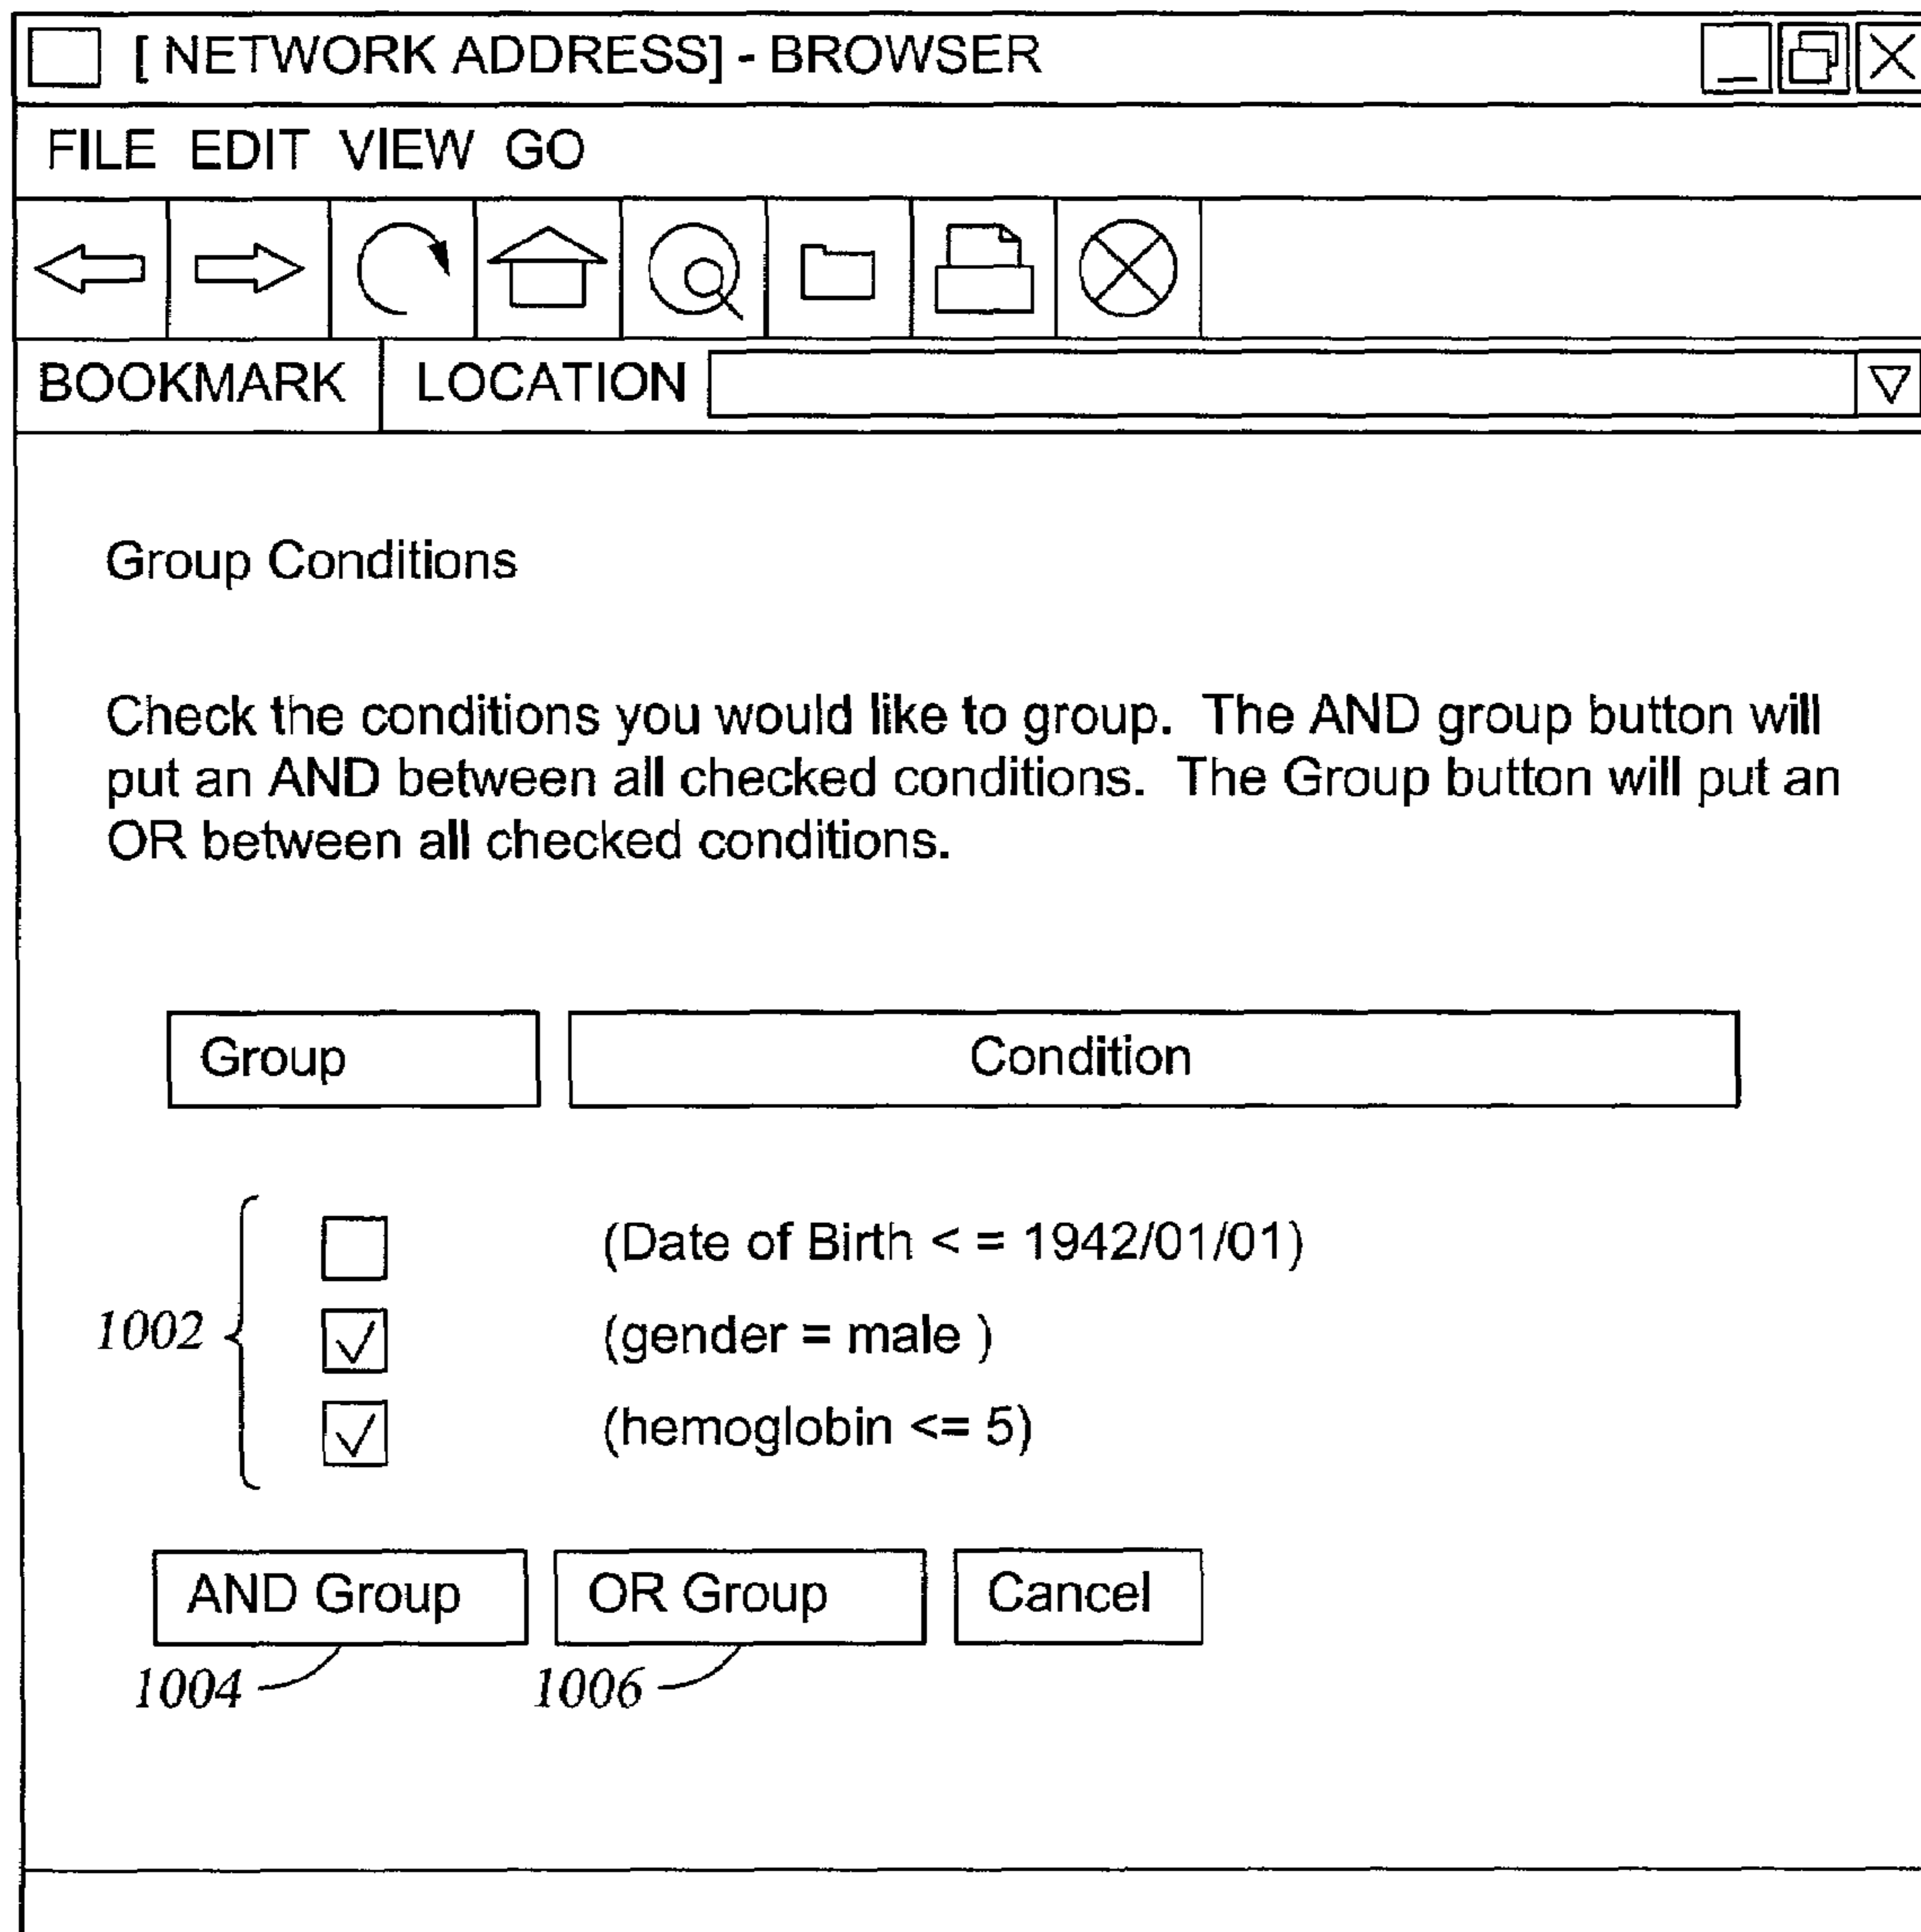 [ NETWORK ADDRESS] - BROWSER
FILE EDIT VIEW GO
BOOKMARK LOCATION
Group Conditions
Check the conditions you would like to group. The AND group button will
put an AND between all checked conditions. The Group button will put an
OR between all checked conditions.
Group Condition
(Date of Birth < = 1942/01/01)
1002 (gender = male )
(hemoglobin <= 5)
AND Group OR Group Cancel
1004 1006